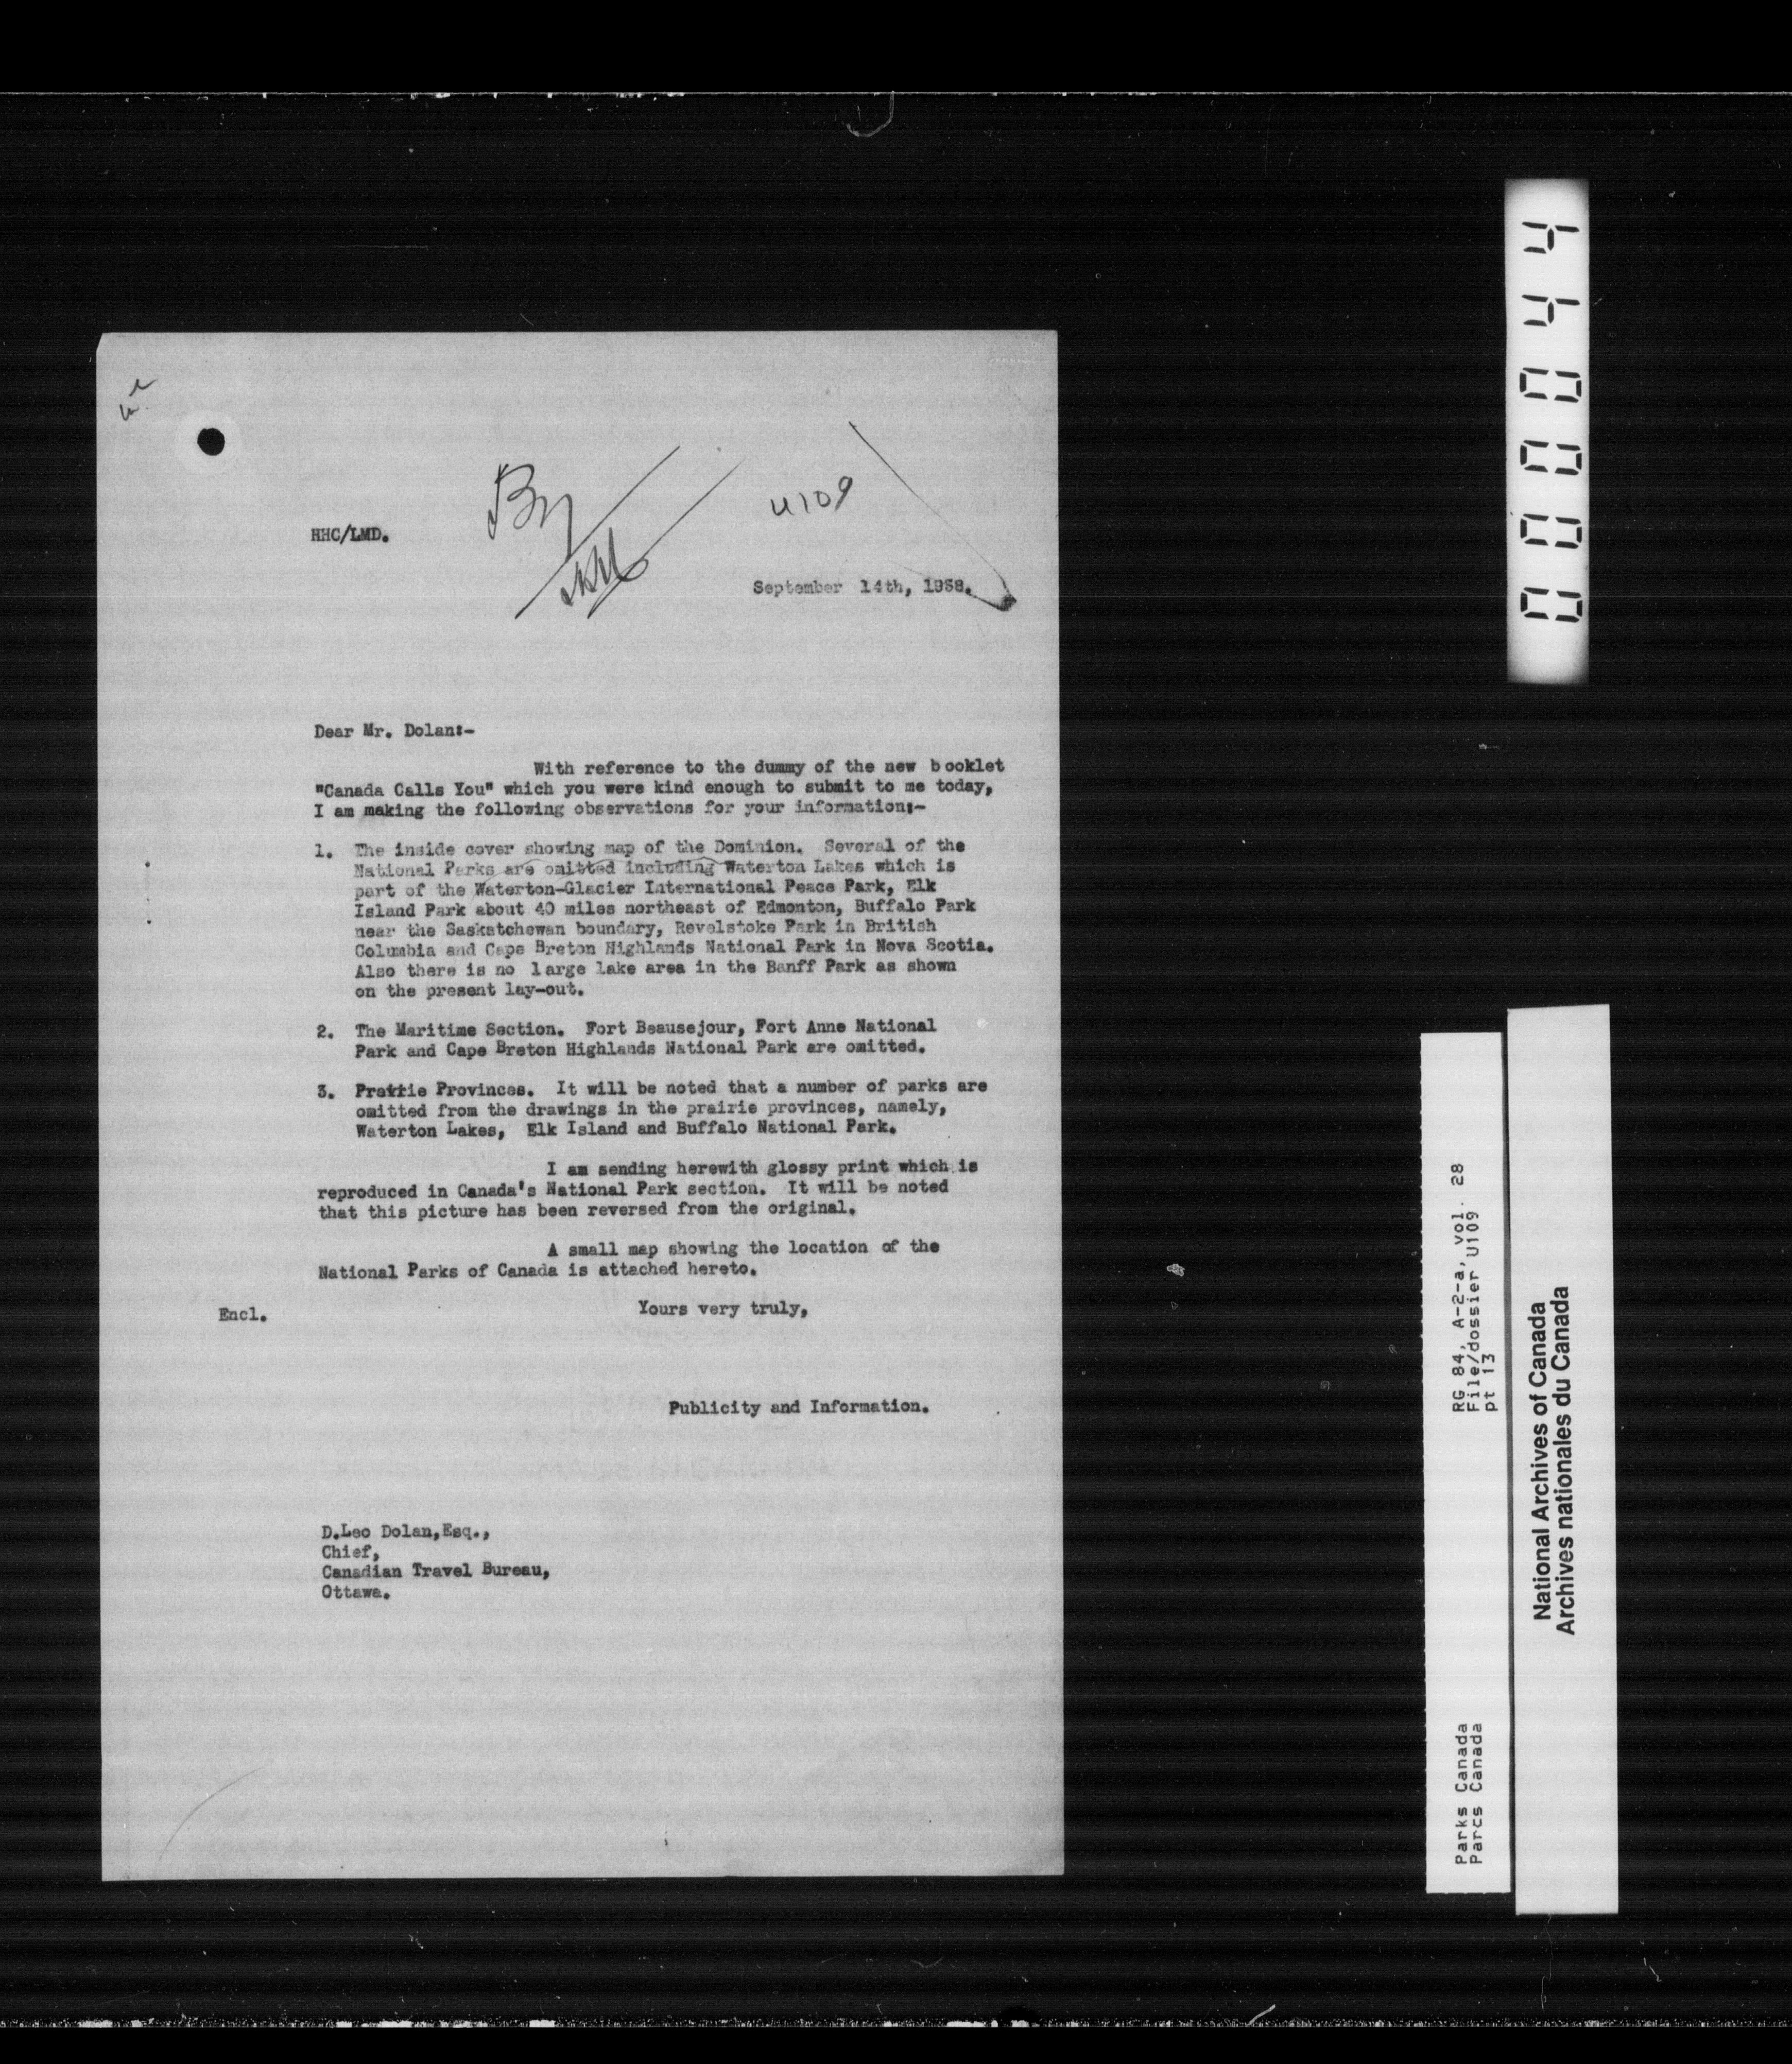 U109
HHC/LMD.
September 14th, 1938.
Dear Mr. Dolan:-
With reference to the dummy of the new booklet
"Canada Calls You" which you were kind enough to submit to me today,
I am making the following observations for your information:-
1. The inside cover showing map of the Dominion. Several of the
National Parks are omitted including Waterton Lakes which is
part of the Waterton-Glacier International Peace Park, Elk
Island Park about 40 miles northeast of Edmonton, Buffalo Park
near the Saskatchewan boundary, Revelstoke Park in British
Columbia and Cape Breton Highlands National Park in Nova Scotia.
Also there is no large lake area in the Banff Park as shown
on the present lay-out.
2. The Maritime Section. Fort Beausejour, Fort Anne National
Park and Cape Breton Highlands National Park are omitted.
3. Prairie Provinces. It will be noted that a number of parks are
omitted from the drawings in the prairie provinces, namely,
Waterton Lakes, Elk Island and Buffalo National Park.
I am sending herewith glossy print which is
reproduced in Canada's National Park section. It will be noted
that this picture has been reversed from the original.
A small map showing the location of the
National Parks of Canada is attached hereto.
Yours very truly,
Encl.
Publicity and Information.
D.Leo Dolan,Esq.,
Chief,
Canadian Travel Bureau,
Ottawa.
000044
Parks Canada RG 84, A-2-a, vol. 28
Parcs Canada File/dossier U109
pt 13
National Archives of Canada
Archives nationales du Canada